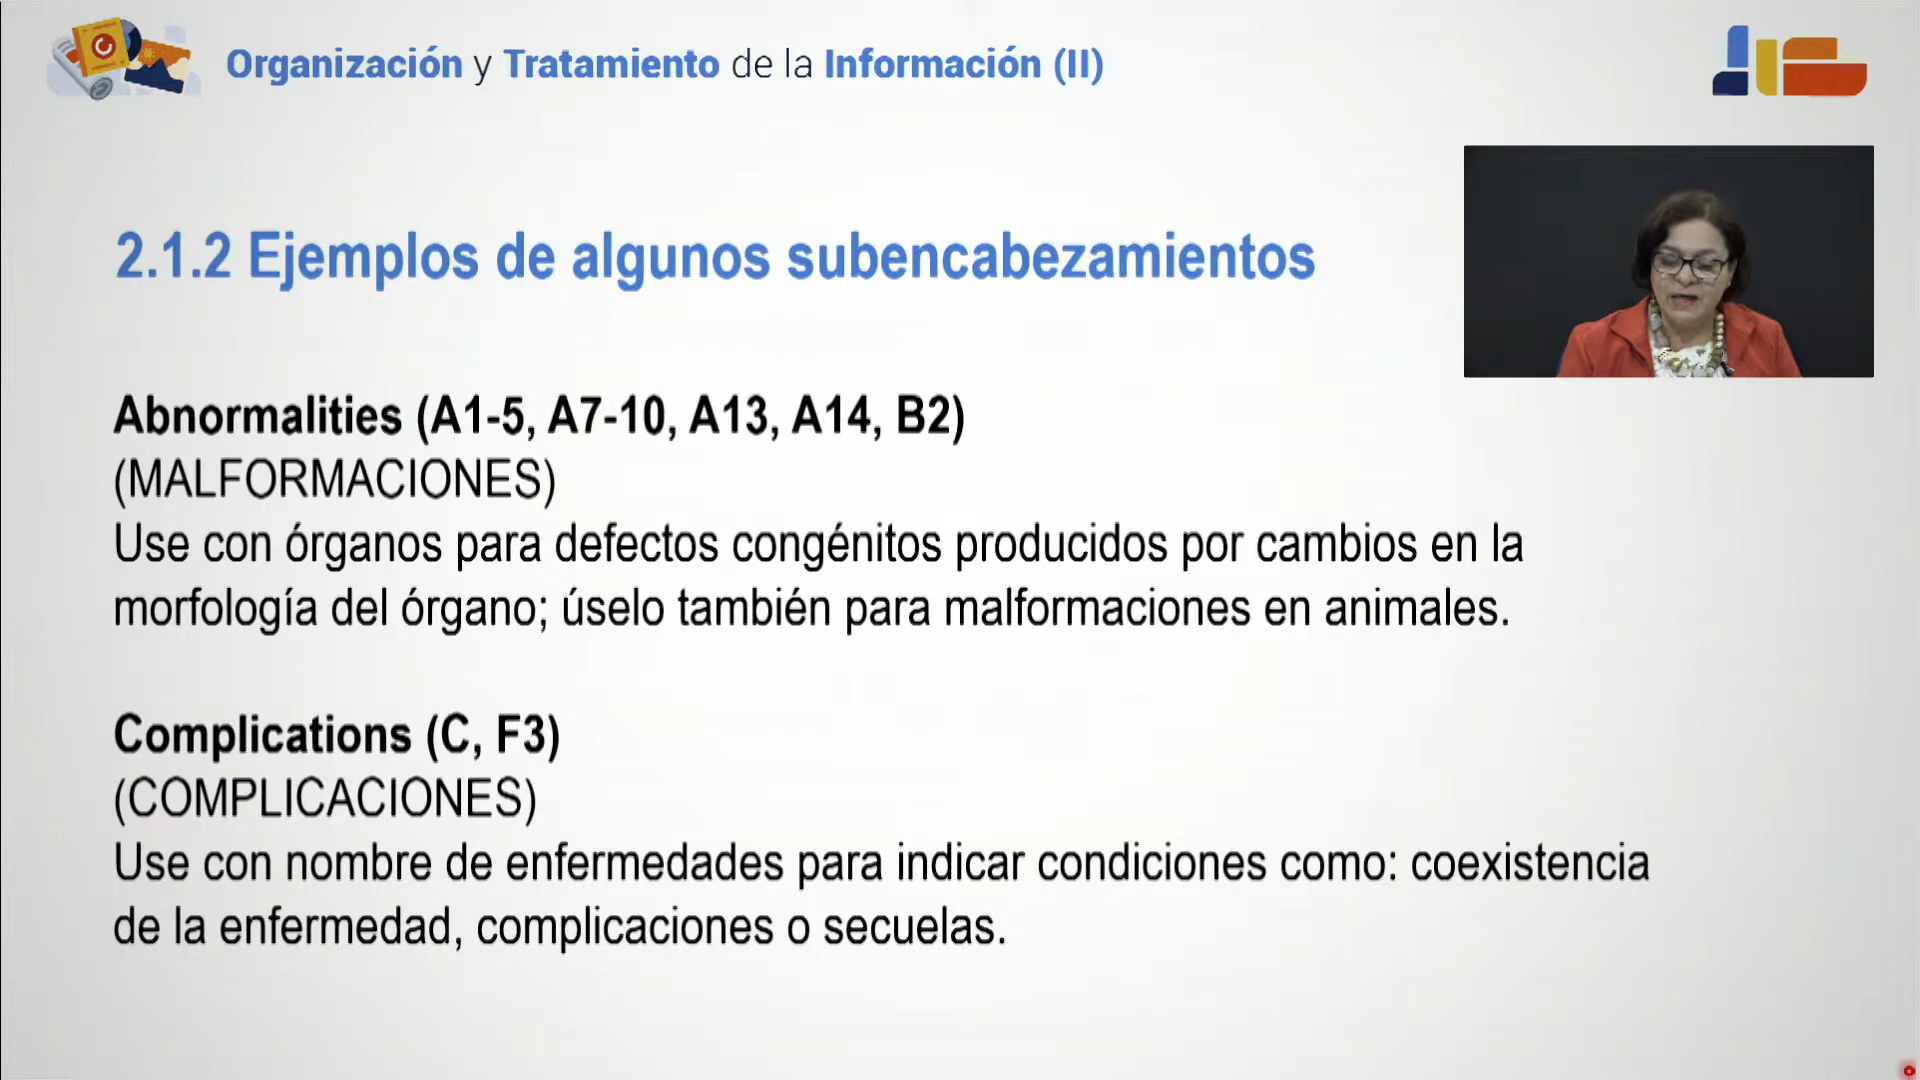 Organización y Tratamiento de la Información (II)
2.1.2 Ejemplos de algunos subencabezamientos
Abnormalities (A1-5, A7-10, A13, A14, B2)
(MALFORMACIONES)
Use con órganos para defectos congénitos producidos por cambios en la
morfología del órgano; úselo también para malformaciones en animales.
Complications (C, F3)
(COMPLICACIONES)
Use con nombre de enfermedades para indicar condiciones como: coexistencia
de la enfermedad, complicaciones o secuelas.